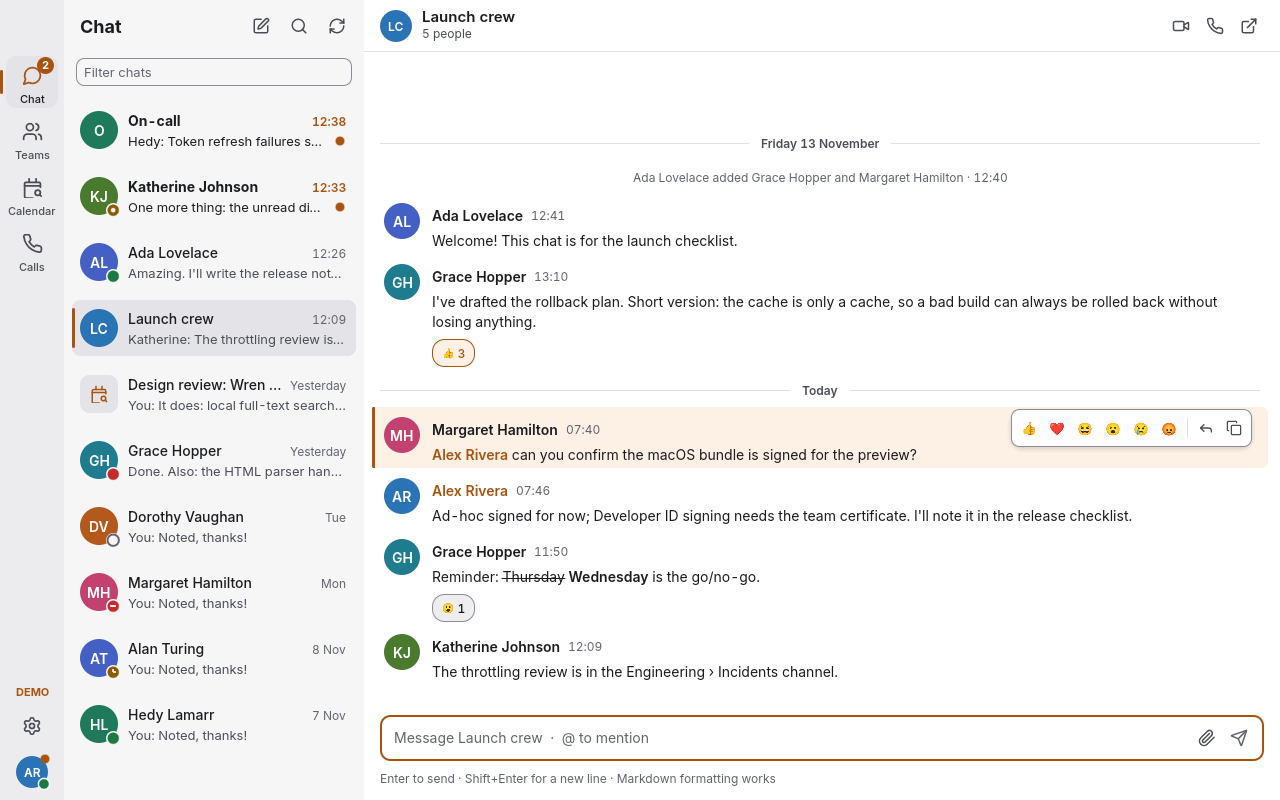 2
Chat
Teams
Calendar
Calls
DEMO
AR
Chat
Filter chats
O
On-call
12:38
Hedy: Token refresh failures s...
KJ
Katherine Johnson
12:33
One more thing: the unread di...
AL
Ada Lovelace
12:26
Amazing. I'll write the release not...
LC
Launch crew
12:09
Katherine: The throttling review is...
Design review: Wren ...
Yesterday
You: It does: local full-text search...
GH
Grace Hopper
Yesterday
Done. Also: the HTML parser han...
DV
Dorothy Vaughan
Tue
You: Noted, thanks!
MH
Margaret Hamilton
Mon
You: Noted, thanks!
AT
Alan Turing
8 Nov
You: Noted, thanks!
HL
Hedy Lamarr
7 Nov
You: Noted, thanks!
LC
Launch crew
5 people
Friday 13 November
Ada Lovelace added Grace Hopper and Margaret Hamilton · 12:40
AL
Ada Lovelace 12:41
Welcome! This chat is for the launch checklist.
GH
Grace Hopper 13:10
I've drafted the rollback plan. Short version: the cache is only a cache, so a bad build can always be rolled back without
losing anything.
👍 3
Today
MH
Margaret Hamilton 07:40
Alex Rivera can you confirm the macOS bundle is signed for the preview?
AR
Alex Rivera 07:46
Ad-hoc signed for now; Developer ID signing needs the team certificate. I'll note it in the release checklist.
GH
Grace Hopper 11:50
Reminder: Thursday Wednesday is the go/no-go.
😮 1
KJ
Katherine Johnson 12:09
The throttling review is in the Engineering › Incidents channel.
Message Launch crew · @ to mention
Enter to send · Shift+Enter for a new line · Markdown formatting works